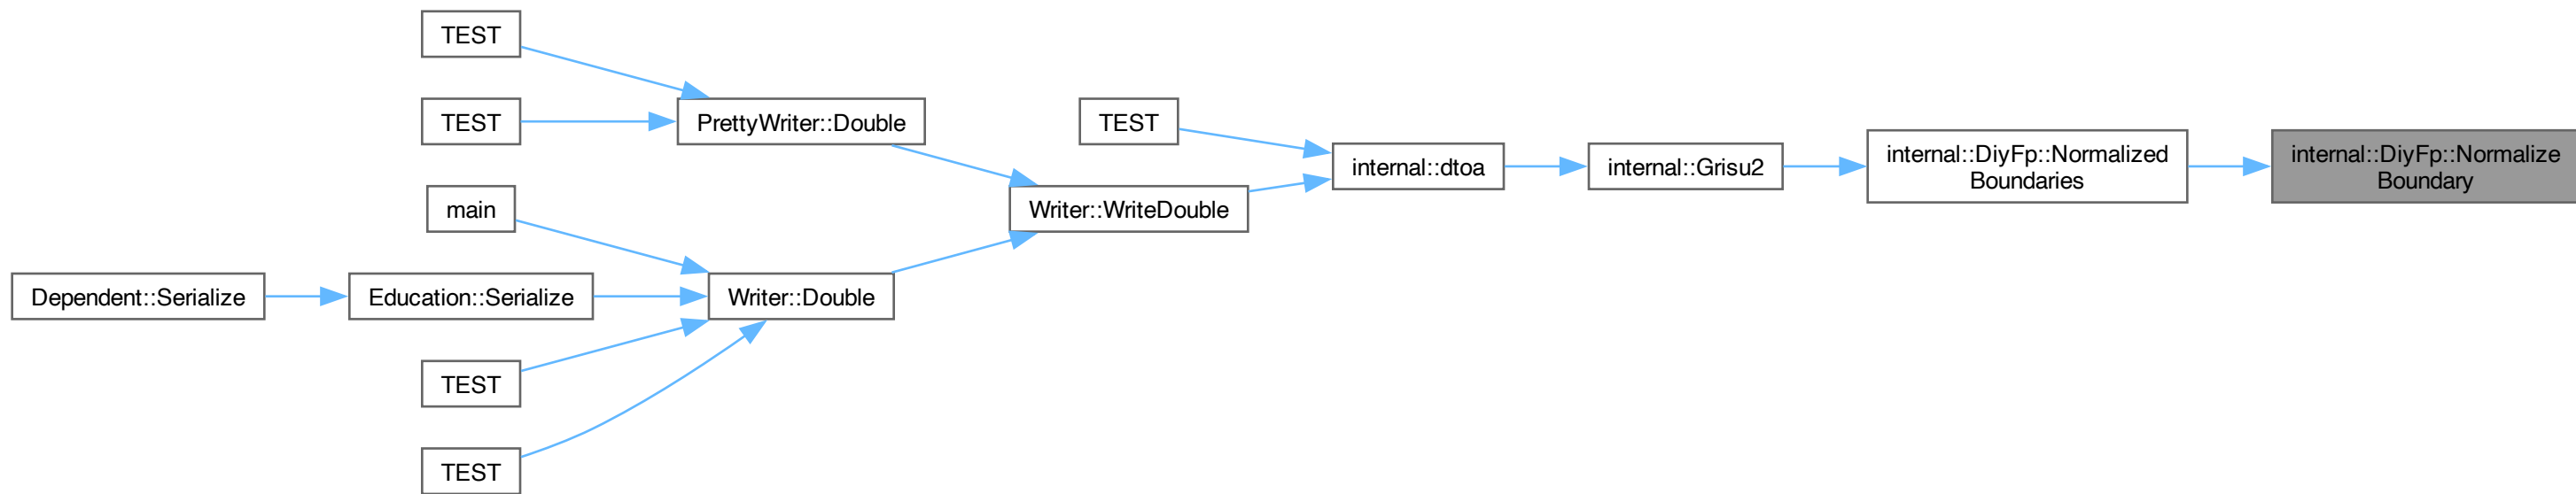 TEST
TEST
PrettyWriter::Double
TEST
main
Writer::WriteDouble
internal::dtoa
internal::Grisu2
internal::DiyFp::Normalized
Boundaries
internal::DiyFp::Normalize
Boundary
Dependent::Serialize
Education::Serialize
Writer::Double
TEST
TEST